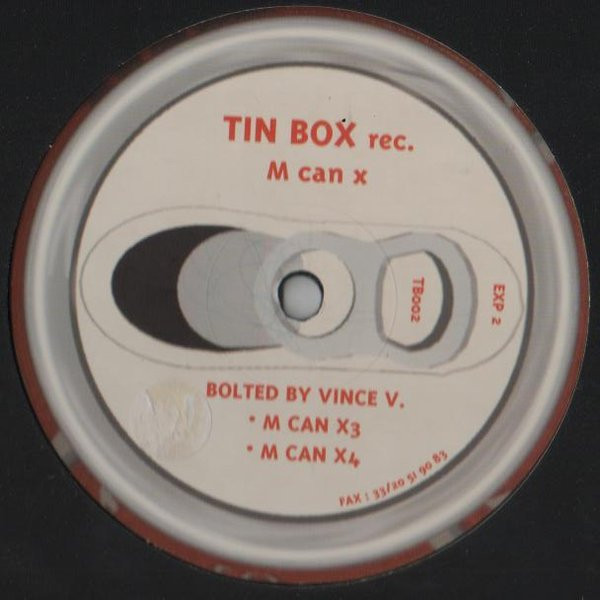 TIN BOX rec.
M can x
EXP 2
TB002
BOLTED BY VINCE V.
• M CAN X3
• M CAN X4
FAX : 33/20 51 90 83